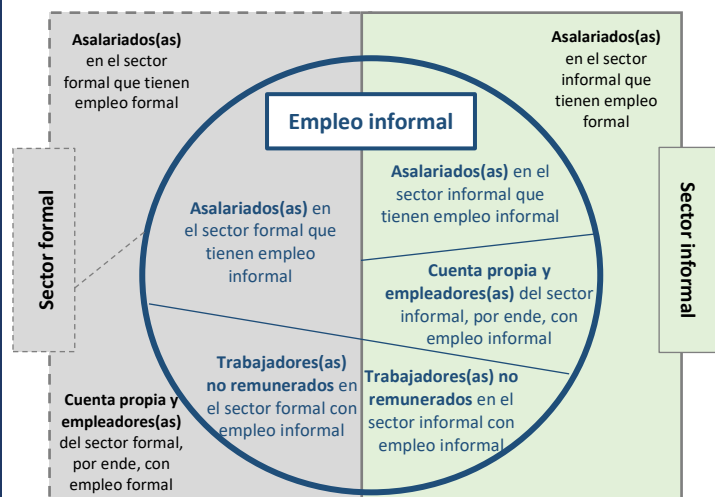 Asalariados(as)
en el sector
formal que tienen
empleo formal
Asalariados(as)
en el sector
informal que
tienen empleo
formal
Empleo informal
Sector formal
Asalariados(as) en
el sector formal que
tienen empleo
informal
Asalariados(as) en el
sector informal que
tienen empleo informal
Sector informal
Cuenta propia y
empleadores(as) del sector
informal, por ende, con
empleo informal
Trabajadores(as)
no remunerados en
el sector formal con
empleo informal
Trabajadores(as) no
remunerados en el
sector informal con
empleo informal
Cuenta propia y
empleadores(as)
del sector formal,
por ende, con
empleo formal